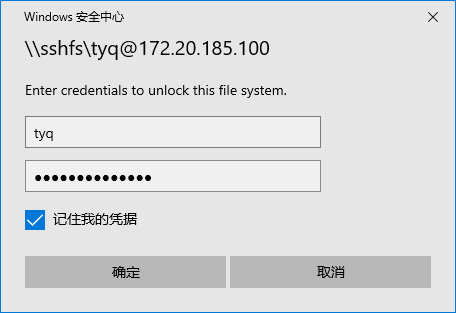 Windows 安全中心
\\sshfs\tyq@172.20.185.100
Enter credentials to unlock this file system.
tyq
●●●●●●●●●●●●●●
记住我的凭据
确定
取消